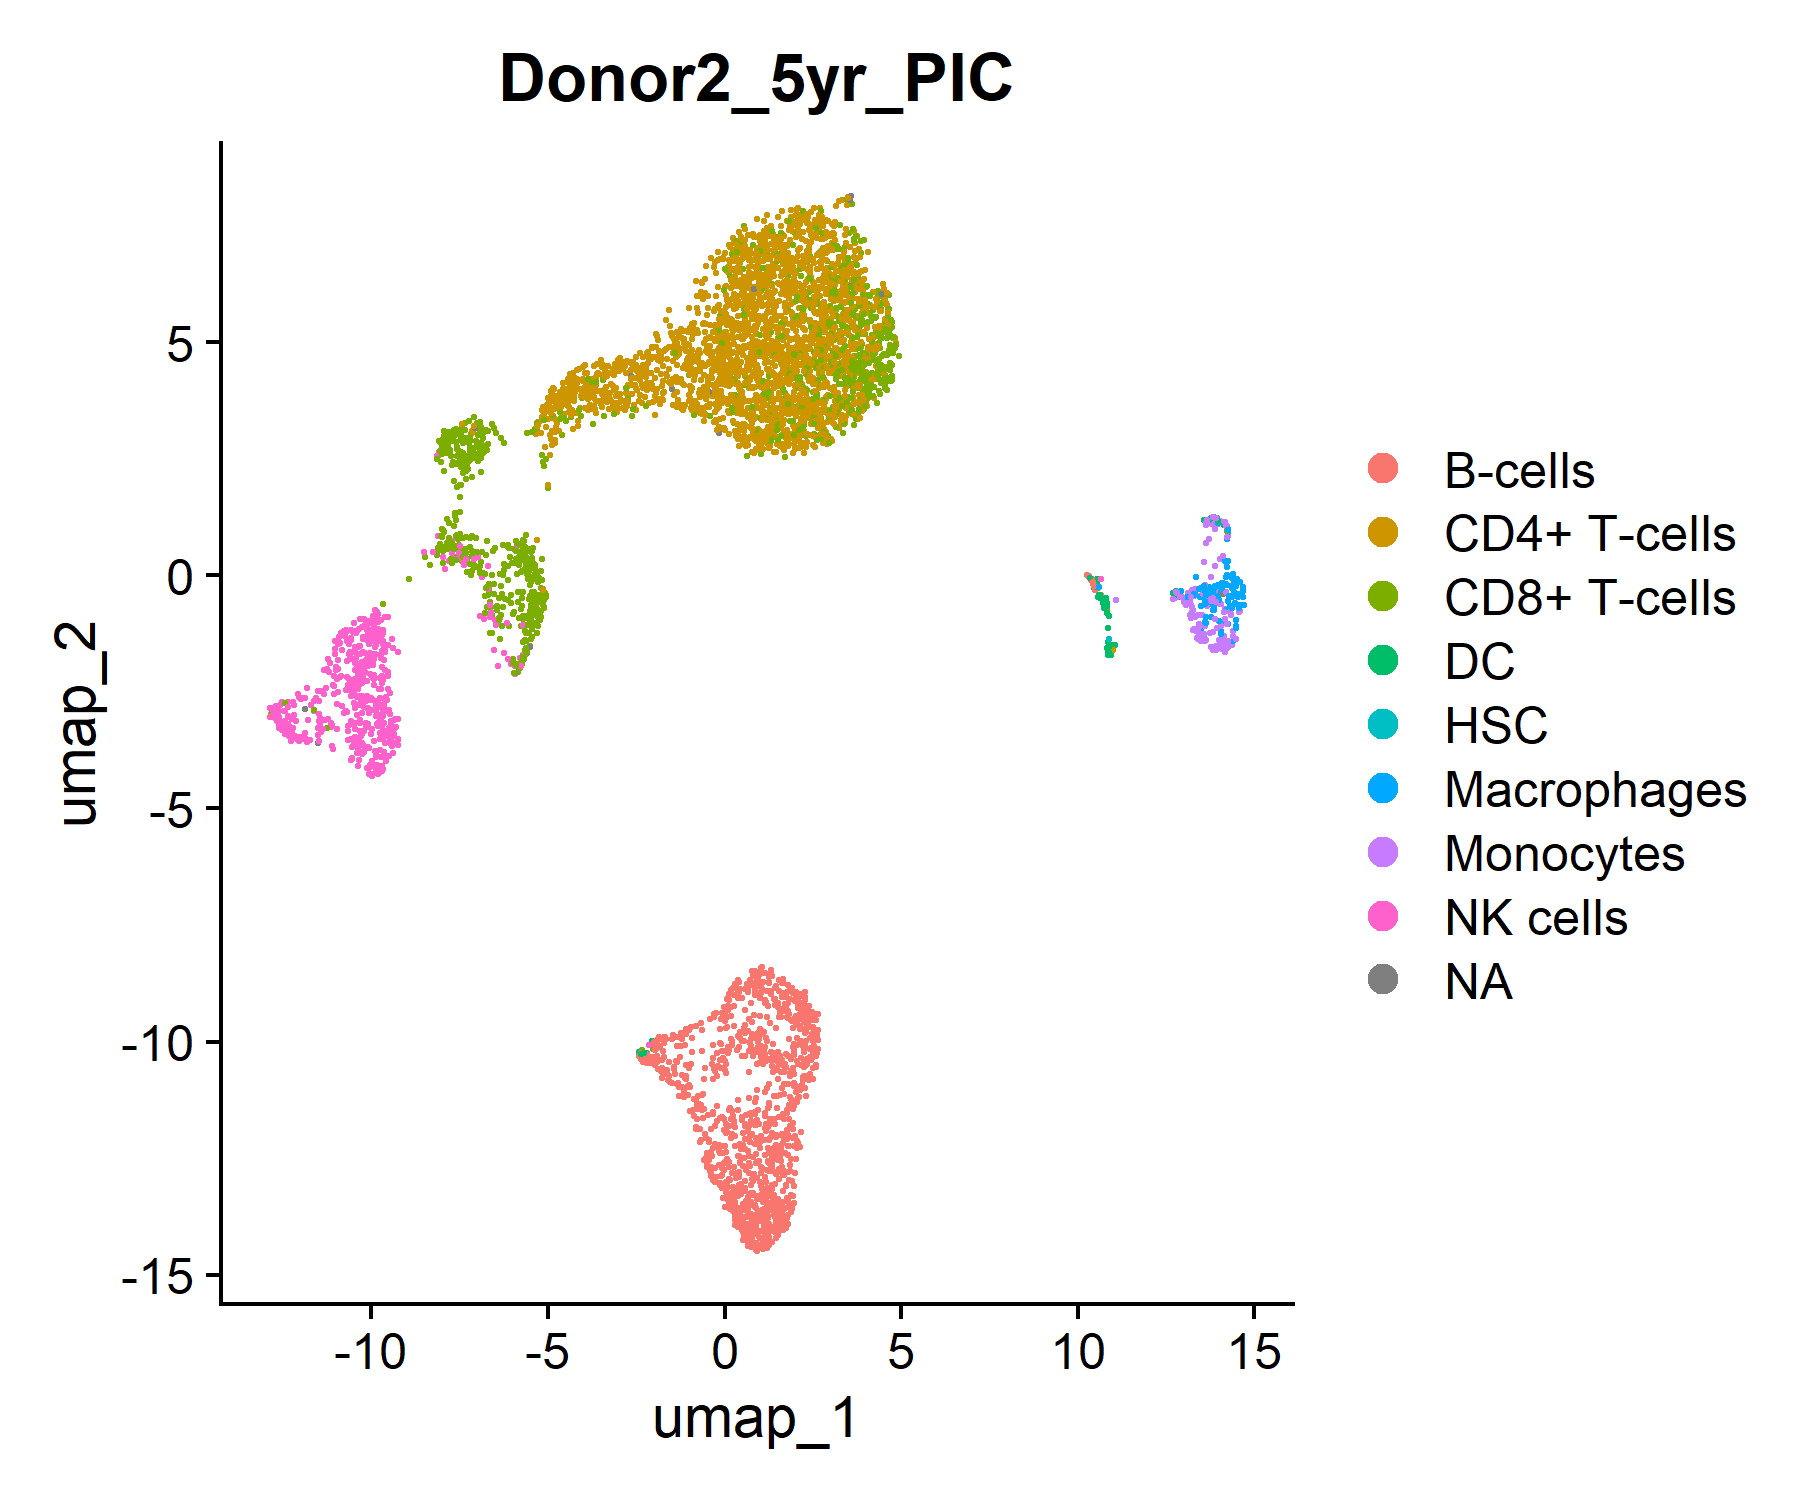 Donor2_5yr_PIC
umap_2
5
0
-5
-10
-15
-10 -5 0 5 10 15
umap_1
B-cells
CD4+ T-cells
CD8+ T-cells
DC
HSC
Macrophages
Monocytes
NK cells
NA